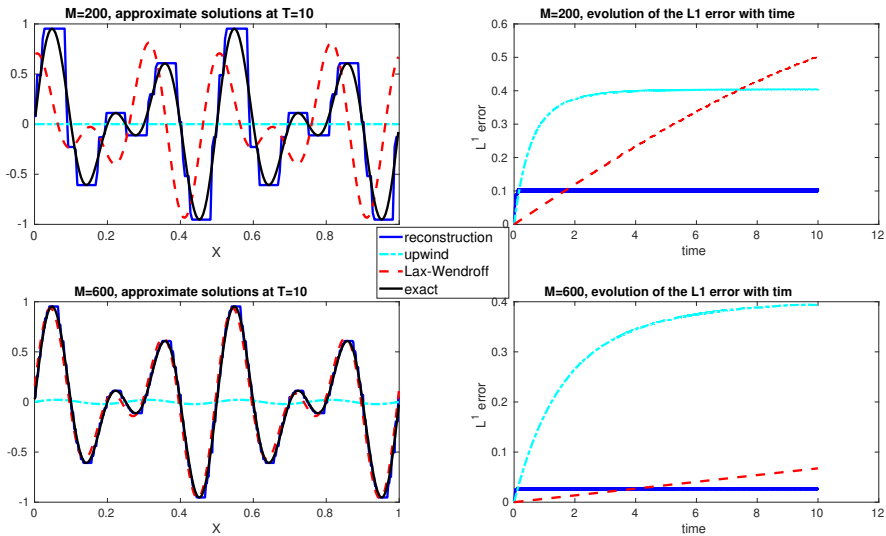 M=200, approximate solutions at T=10
1
0.5
0
-0.5
-1
0 0.2 0.4 0.6 0.8
X
M=200, evolution of the L1 error with time
0.6
0.5
0.4
0.3
0.2
0.1
0
L1 error
0 2 4 6 8 10 12
time
reconstruction
upwind
Lax-Wendroff
exact
M=600, approximate solutions at T=10
1
0.5
0
-0.5
-1
0 0.2 0.4 0.6 0.8 1
X
M=600, evolution of the L1 error with tim
0.4
0.3
0.2
0.1
0
L1 error
0 2 4 6 8 10 12
time